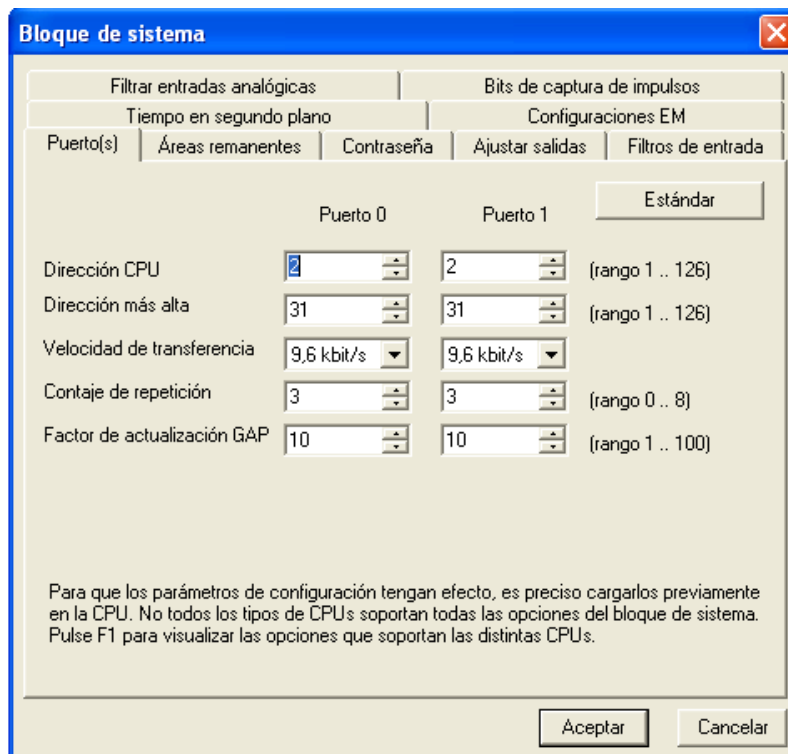 Bloque de sistema
Filtrar entradas analógicas Bits de captura de impulsos
Tiempo en segundo plano Configuraciones EM
Puerto(s) Áreas remanentes Contraseña Ajustar salidas Filtros de entrada
Estándar
Puerto 0 Puerto 1
Dirección CPU 2 2 (rango 1 .. 126)
Dirección más alta 31 31 (rango 1 .. 126)
Velocidad de transferencia 9,6 kbit/s 9,6 kbit/s
Contaje de repetición 3 3 (rango 0 .. 8)
Factor de actualización GAP 10 10 (rango 1 .. 100)
Para que los parámetros de configuración tengan efecto, es preciso cargarlos previamente
en la CPU. No todos los tipos de CPUs soportan todas las opciones del bloque de sistema.
Pulse F1 para visualizar las opciones que soportan las distintas CPUs.
Aceptar Cancelar